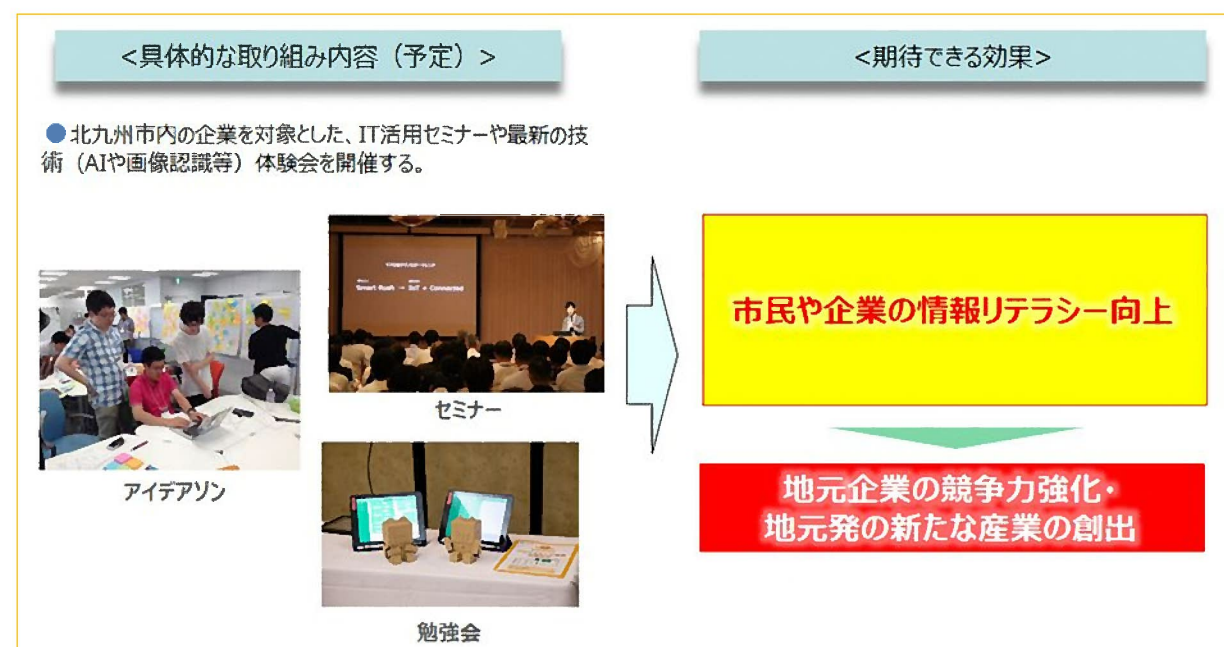 <具体的な取り組み内容（予定）>
●北九州市内の企業を対象とした、IT活用セミナーや最新の技
術（AIや画像認識等）体験会を開催する。
Smart Rush → IoT + Connected
セミナー
アイデアソン
勉強会
<期待できる効果>
市民や企業の情報リテラシー向上
地元企業の競争力強化・
地元発の新たな産業の創出